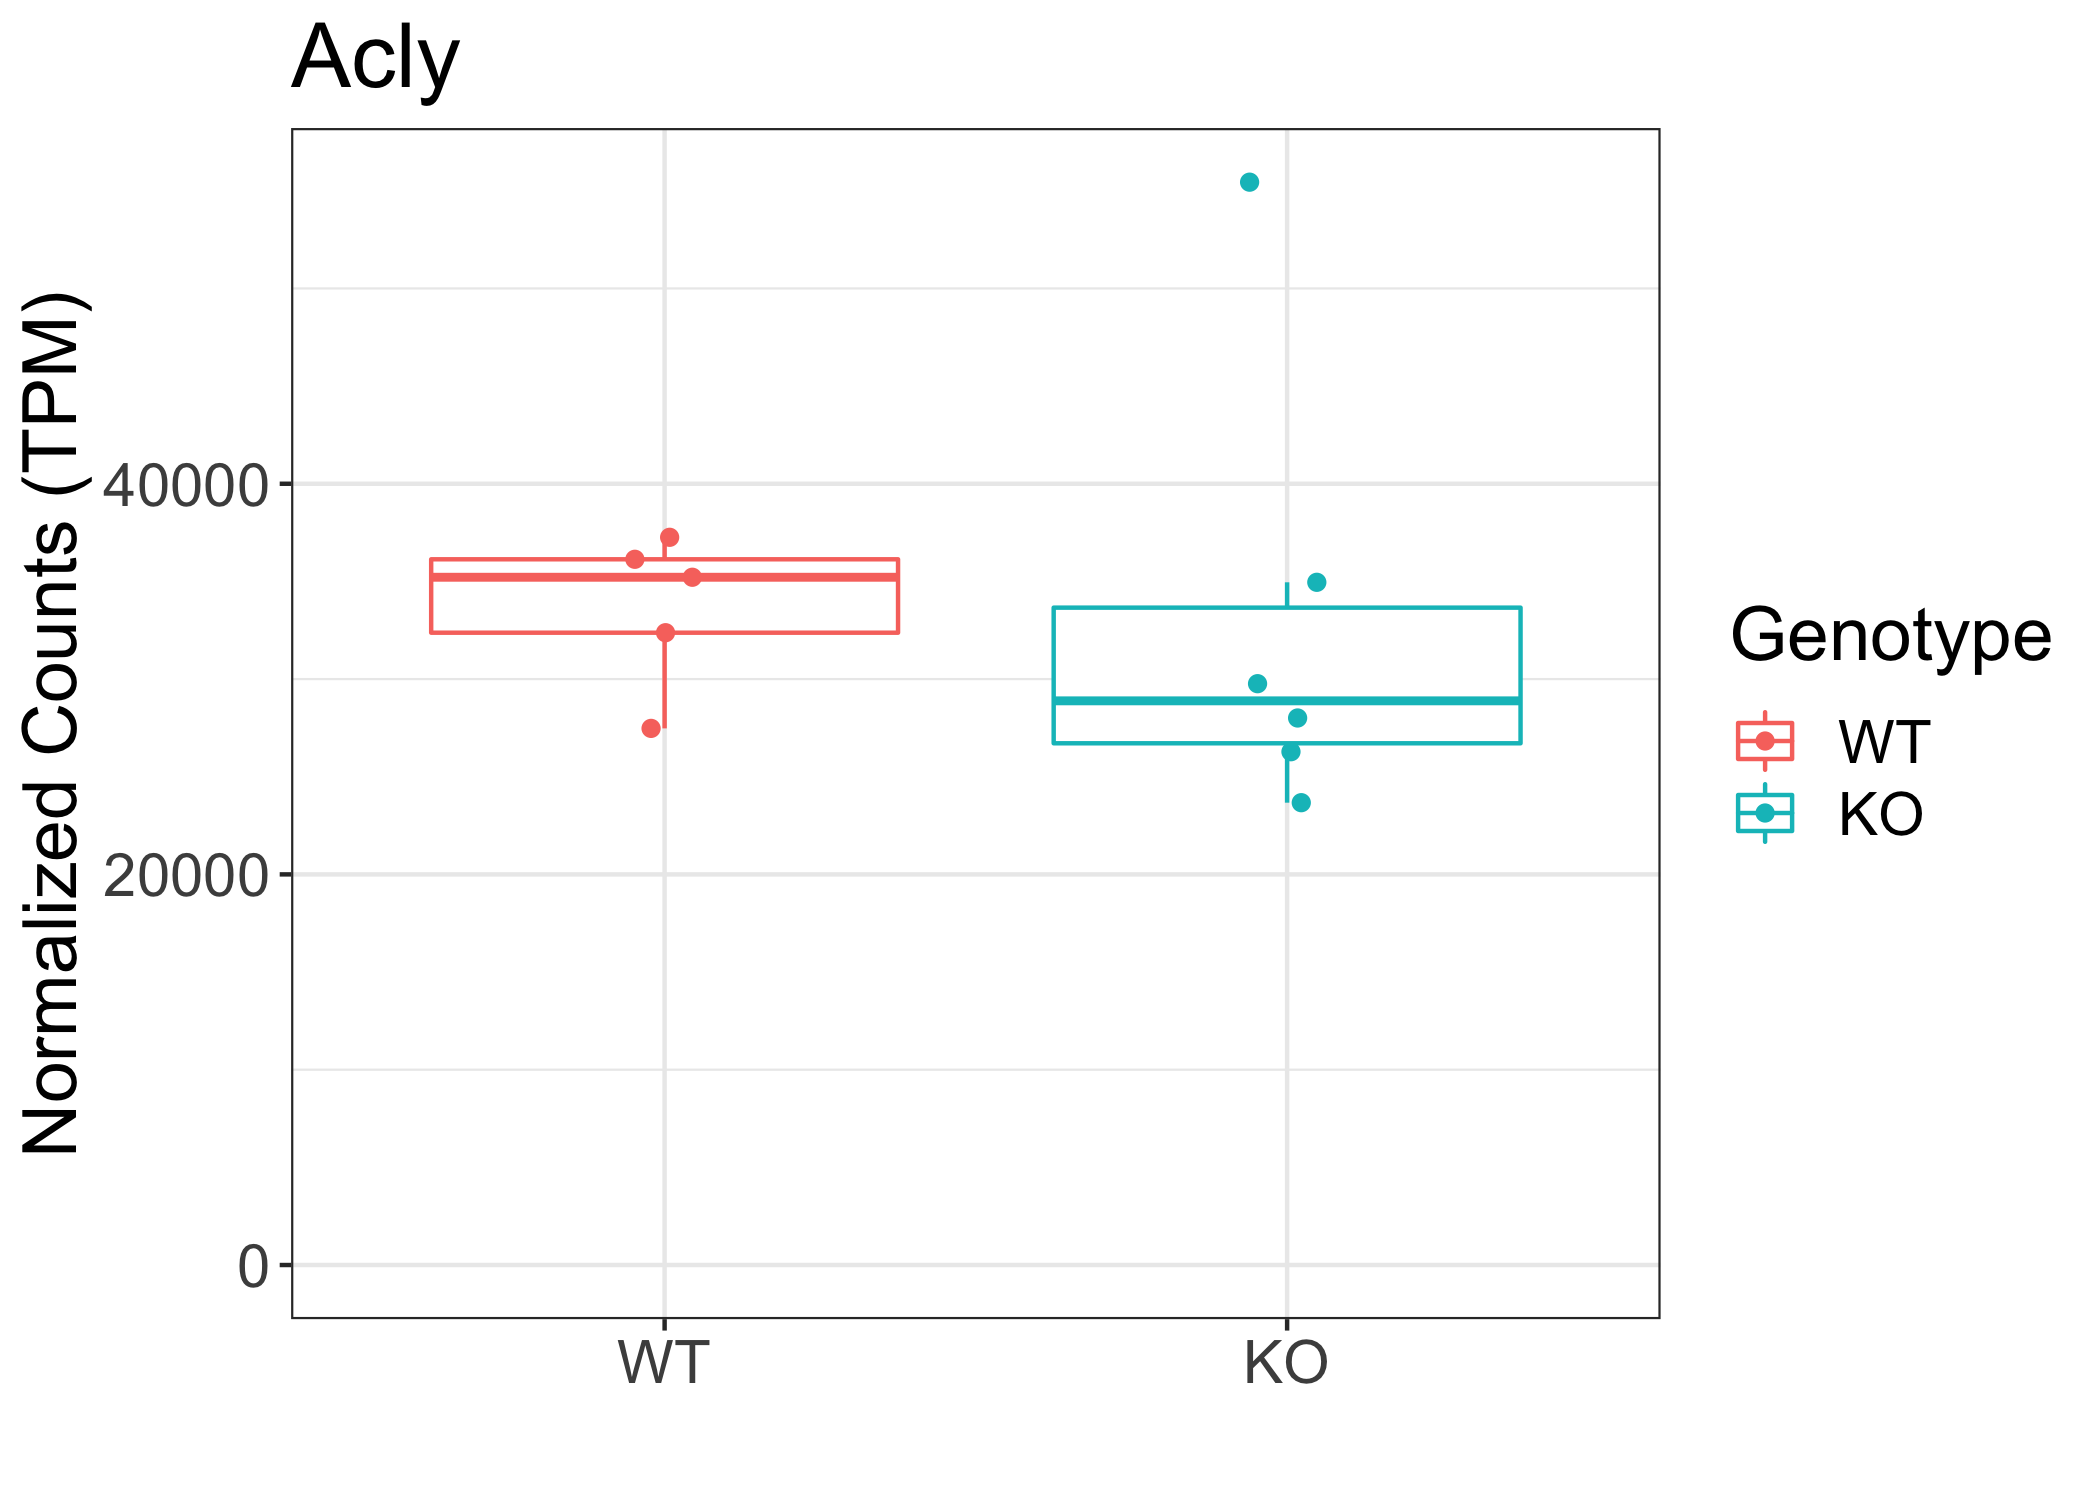 Acly
Normalized Counts (TPM)
40000
20000
0
WT
KO
Genotype
WT
KO